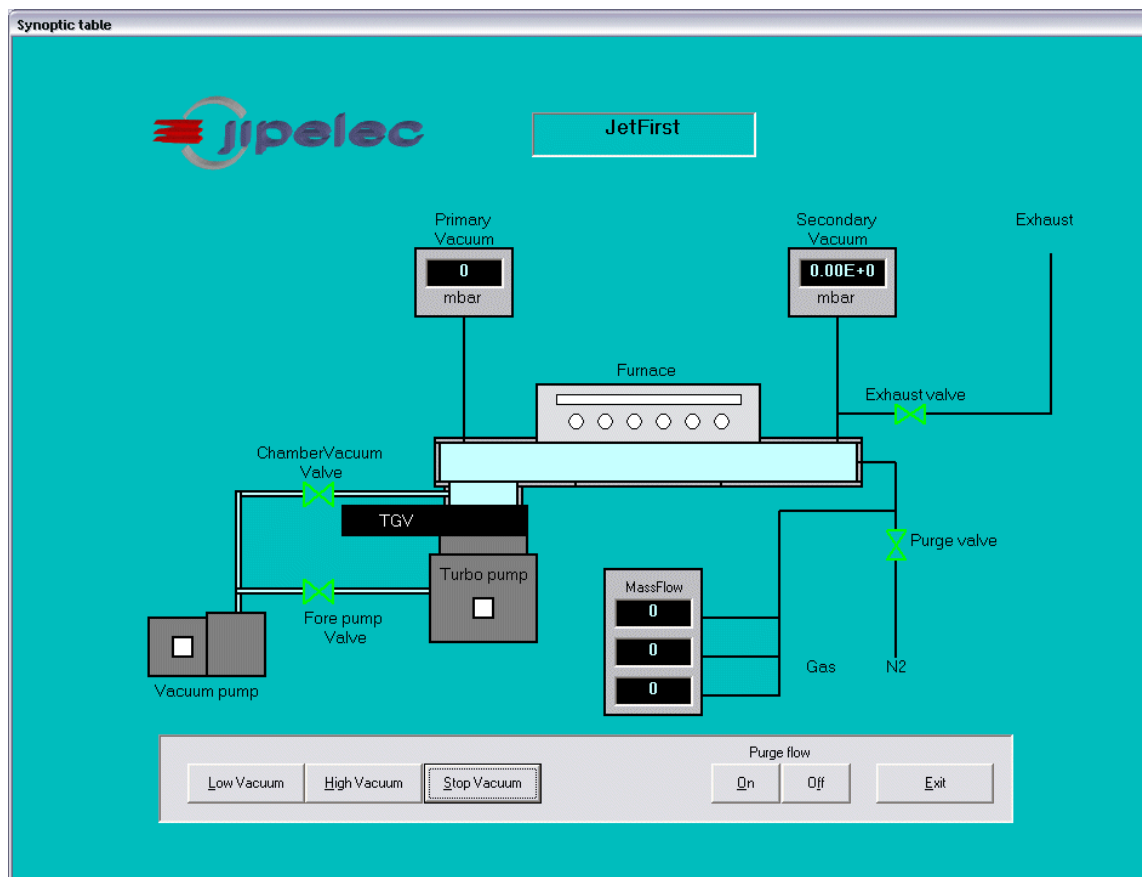 Synoptic table
jipelec
JetFirst
Primary
Vacuum
0
mbar
Secondary
Vacuum
0.00E+0
mbar
Exhaust
Furnace
Exhaust valve
ChamberVacuum
Valve
TGV
Purge valve
Turbo pump
MassFlow
0
0
0
Fore pump
Valve
Gas
N2
Vacuum pump
Purge flow
Low Vacuum
High Vacuum
Stop Vacuum
On
Off
Exit